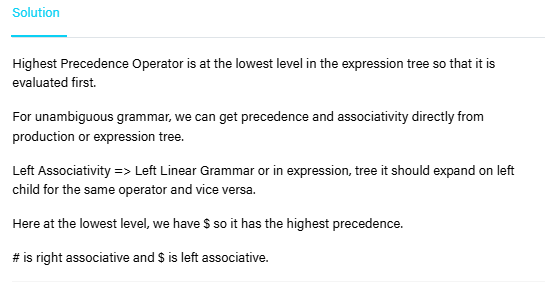 Solution
Highest Precedence Operator is at the lowest level in the expression tree so that it is
evaluated first.
For unambiguous grammar, we can get precedence and associativity directly from
production or expression tree.
Left Associativity => Left Linear Grammar or in expression, tree it should expand on left
child for the same operator and vice versa.
Here at the lowest level, we have $ so it has the highest precedence.
# is right associative and $ is left associative.